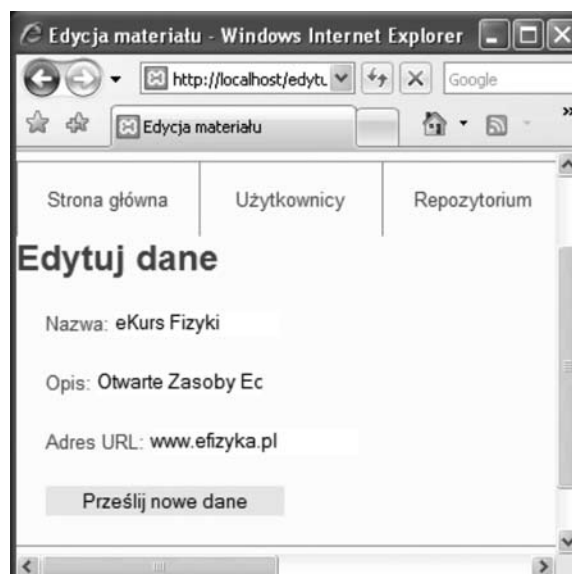 Edycja materiału - Windows Internet Explorer
http://localhost/edytu
Google
Edycja materiału
»
Strona główna Użytkownicy Repozytorium
Edytuj dane
Nazwa: eKurs Fizyki
Opis: Otwarte Zasoby Ec
Adres URL: www.efizyka.pl
Prześlij nowe dane